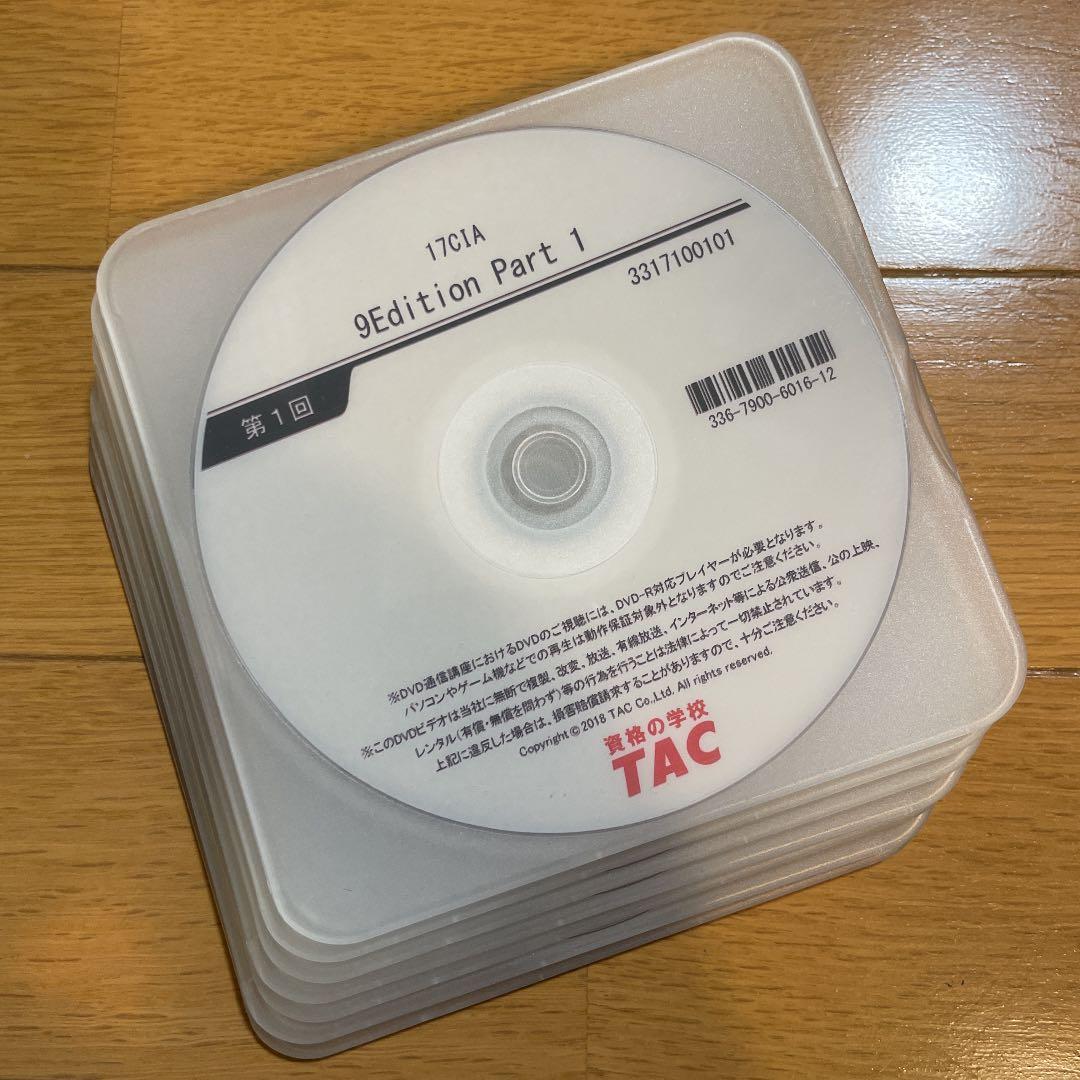 17CIA
9Edition Part 1
3317100101
第1回
336-7900-6016-12
※DVD通信講座におけるDVDのご視聴には、DVD-R対応プレイヤーが必要となります。
パソコンやゲーム機などでの再生は動作保証対象外となりますのでご注意ください。
※このDVDビデオは当社に無断で複製、改変、放送、有線放送、インターネット等による公衆送信、公の上映、
レンタル(有償・無償を問わず)等の行為を行うことは法律によって一切禁止されています。
上記に違反した場合は、損害賠償請求することがありますので、十分ご注意ください。
Copyright © 2018 TAC Co.,Ltd. All rights reserved.
資格の学校
TAC